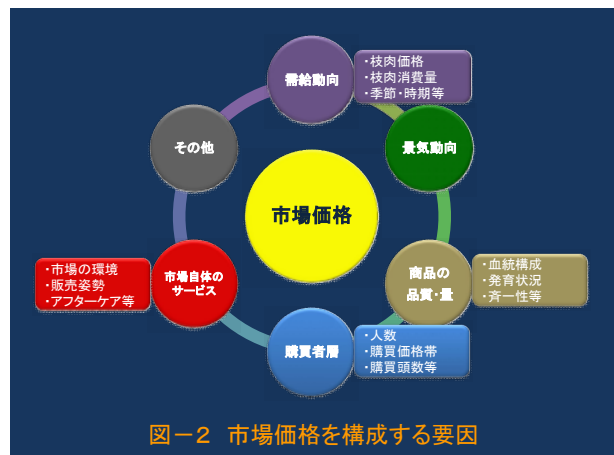 需給動向
・枝肉価格
・枝肉消費量
・季節・時期等
その他
景気動向
市場価格
・市場の環境
・販売姿勢
・アフターケア等
市場自体の
サービス
商品の
品質・量
・血統構成
・発育状況
・斉一性等
購買者層
・人数
・購買価格帯
・購買頭数等
図－2 市場価格を構成する要因